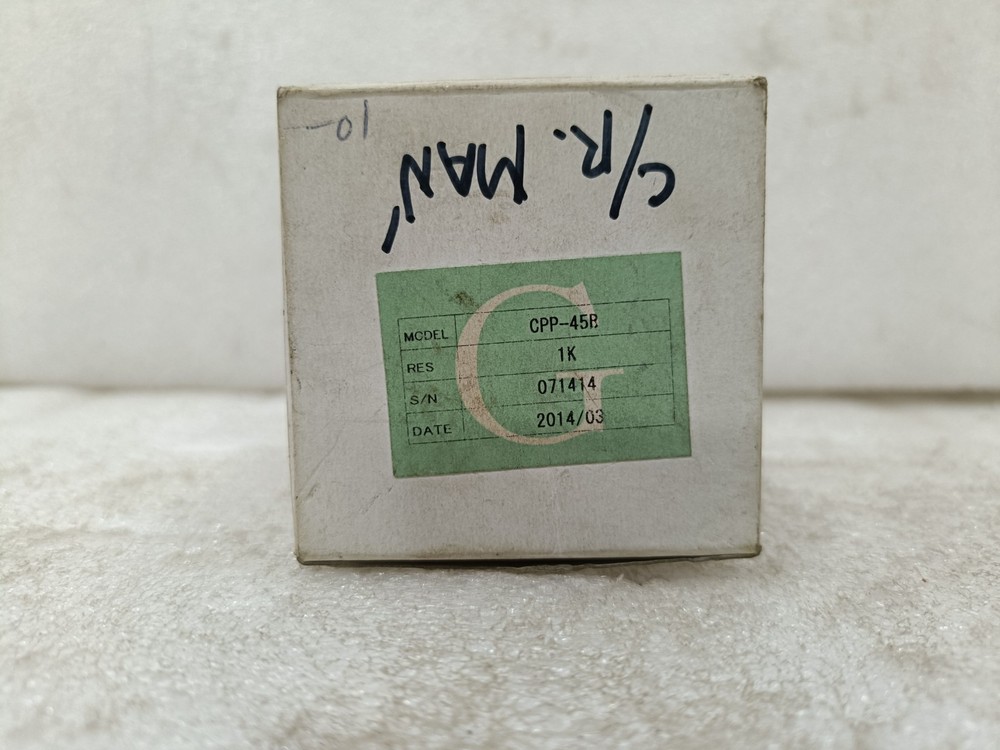 10-
C/R. MAN'
G
MODEL CPP-45B
RES 1K
S/N 071414
DATE 2014/03